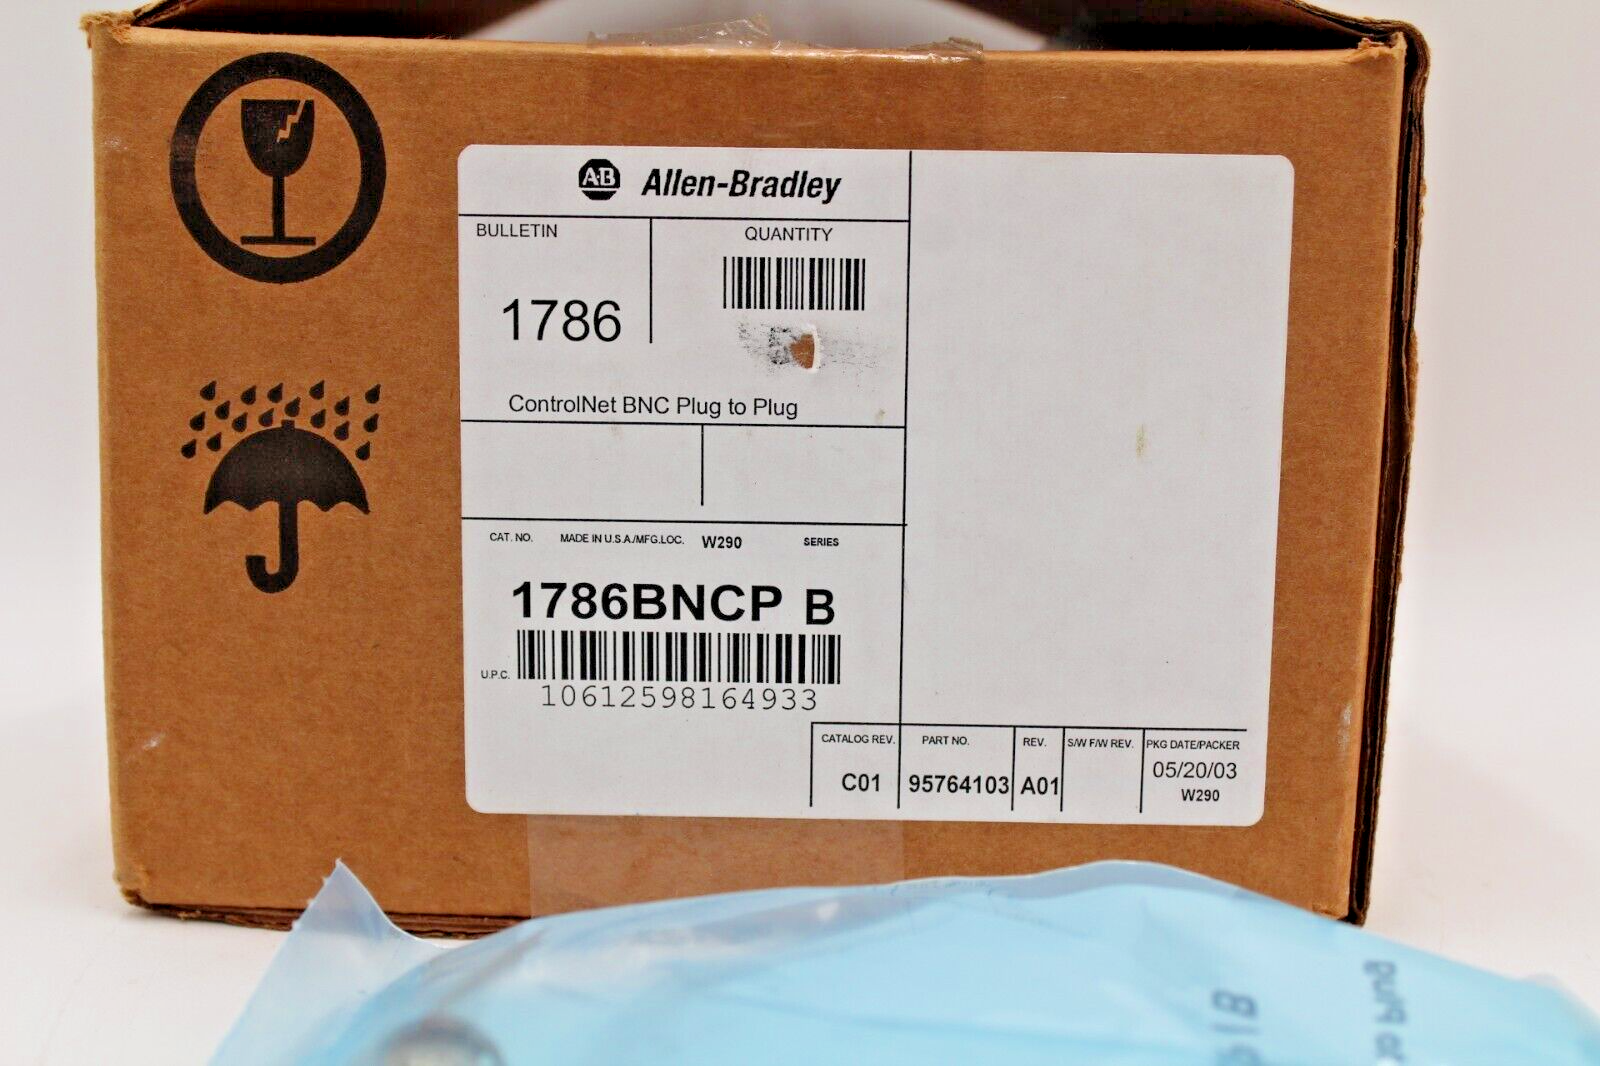 A·B Allen-Bradley
BULLETIN QUANTITY
1786
ControlNet BNC Plug to Plug
CAT. NO. MADE IN U.S.A./MFG.LOC. W290 SERIES
1786BNCP B
U.P.C.
10612598164933
CATALOG REV. PART NO. REV. S/W F/W REV. PKG DATE/PACKER
C01 95764103 A01 05/20/03
W290
Plug